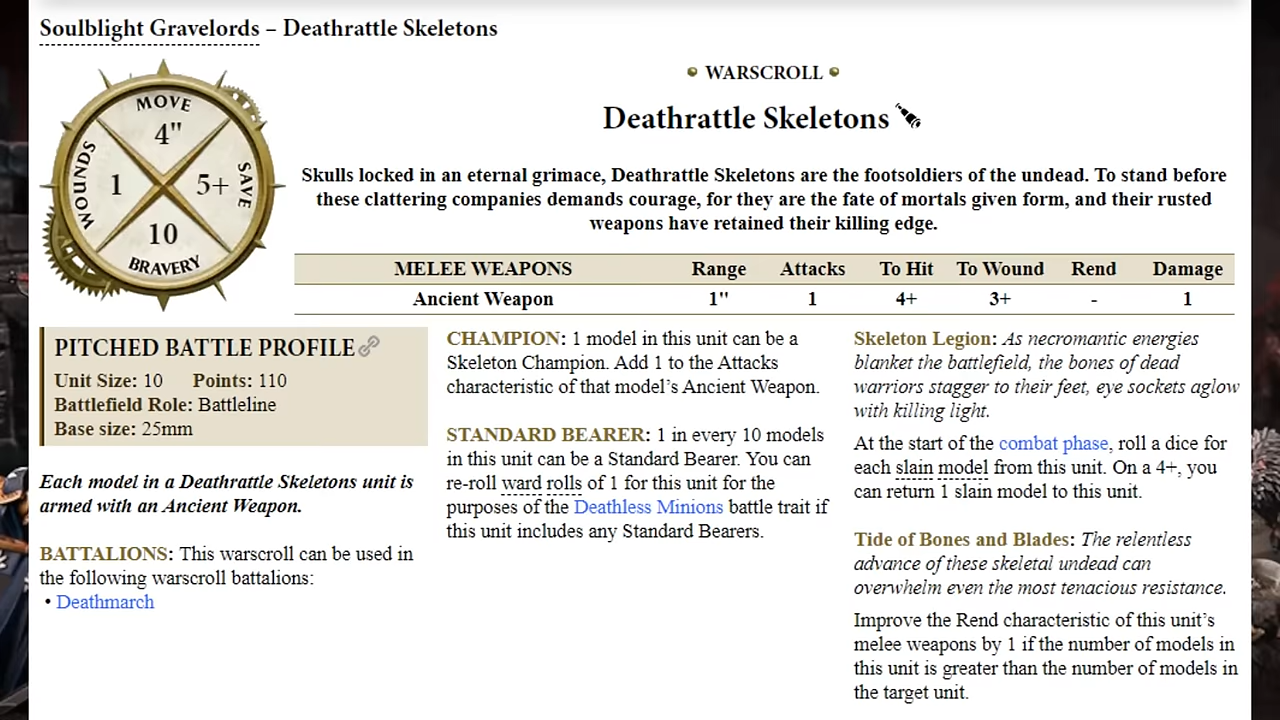 Soulblight Gravelords – Deathrattle Skeletons
MOVE
4"
WOUNDS
1
5+
SAVE
10
BRAVERY
WARSCROLL
Deathrattle Skeletons
Skulls locked in an eternal grimace, Deathrattle Skeletons are the footsoldiers of the undead. To stand before
these clattering companies demands courage, for they are the fate of mortals given form, and their rusted
weapons have retained their killing edge.
MELEE WEAPONS Range Attacks To Hit To Wound Rend Damage
Ancient Weapon 1" 1 4+ 3+ - 1
PITCHED BATTLE PROFILE
Unit Size: 10 Points: 110
Battlefield Role: Battleline
Base size: 25mm
Each model in a Deathrattle Skeletons unit is
armed with an Ancient Weapon.
BATTALIONS: This warscroll can be used in
the following warscroll battalions:
• Deathmarch
CHAMPION: 1 model in this unit can be a
Skeleton Champion. Add 1 to the Attacks
characteristic of that model's Ancient Weapon.
STANDARD BEARER: 1 in every 10 models
in this unit can be a Standard Bearer. You can
re-roll ward rolls of 1 for this unit for the
purposes of the Deathless Minions battle trait if
this unit includes any Standard Bearers.
Skeleton Legion: As necromantic energies
blanket the battlefield, the bones of dead
warriors stagger to their feet, eye sockets aglow
with killing light.
At the start of the combat phase, roll a dice for
each slain model from this unit. On a 4+, you
can return 1 slain model to this unit.
Tide of Bones and Blades: The relentless
advance of these skeletal undead can
overwhelm even the most tenacious resistance.
Improve the Rend characteristic of this unit's
melee weapons by 1 if the number of models in
this unit is greater than the number of models in
the target unit.